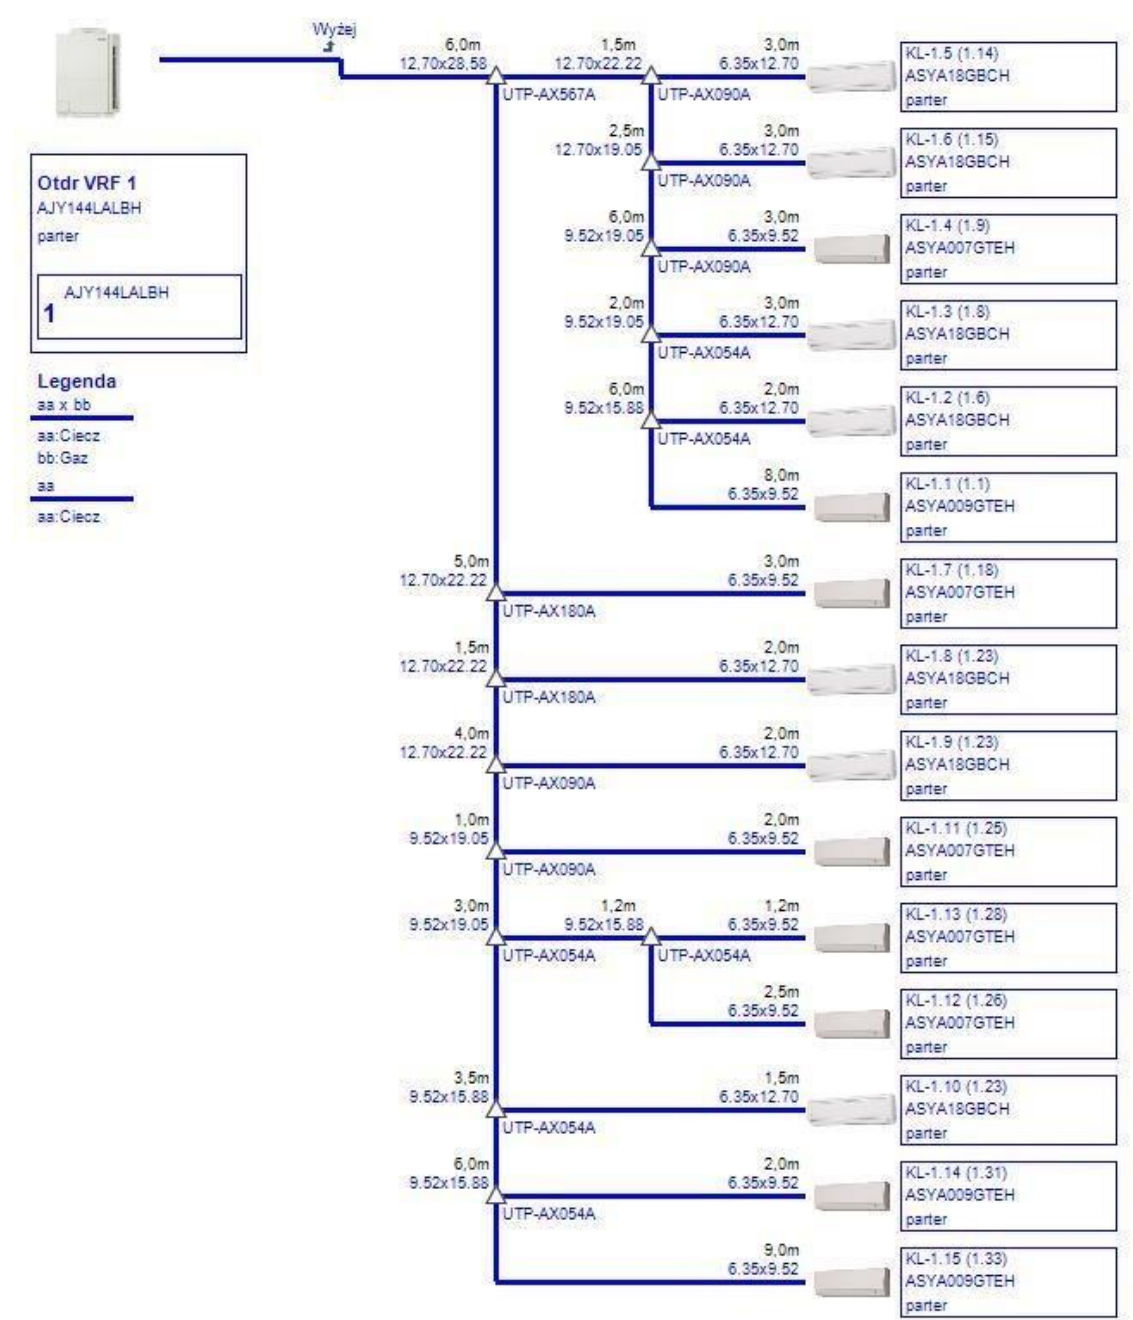 Wyżej
6,0m
12.70x28,58
UTP-AX567A
1,5m
12.70x22.22
UTP-AX090A
3,0m
6.35x12.70
KL-1.5 (1.14)
ASYA18GBCH
parter
Otdr VRF 1
AJY144LALBH
parter
AJY144LALBH
1
Legenda
aa x bb
aa:Ciecz
bb:Gaz
aa
aa:Ciecz
2,5m
12.70x19.05
UTP-AX090A
3,0m
6.35x12.70
KL-1.6 (1.15)
ASYA18GBCH
parter
6,0m
9.52x19.05
UTP-AX090A
3,0m
6.35x9.52
KL-1.4 (1.9)
ASYA007GTEH
parter
2,0m
9.52x19.05
UTP-AX054A
3,0m
6.35x12.70
KL-1.3 (1.8)
ASYA18GBCH
parter
6,0m
9.52x15.88
UTP-AX054A
2,0m
6.35x12.70
KL-1.2 (1.6)
ASYA18GBCH
parter
8,0m
6.35x9.52
KL-1.1 (1.1)
ASYA009GTEH
parter
5,0m
12.70x22.22
UTP-AX180A
3,0m
6.35x9.52
KL-1.7 (1.18)
ASYA007GTEH
parter
1,5m
12.70x22.22
UTP-AX180A
2,0m
6.35x12.70
KL-1.8 (1.23)
ASYA18GBCH
parter
4,0m
12.70x22.22
UTP-AX090A
2,0m
6.35x12.70
KL-1.9 (1.23)
ASYA18GBCH
parter
1,0m
9.52x19.05
UTP-AX090A
2,0m
6.35x9.52
KL-1.11 (1.25)
ASYA007GTEH
parter
3,0m
9.52x19.05
UTP-AX054A
1,2m
9.52x15.88
UTP-AX054A
1,2m
6.35x9.52
KL-1.13 (1.28)
ASYA007GTEH
parter
2,5m
6.35x9.52
KL-1.12 (1.26)
ASYA007GTEH
parter
3,5m
9.52x15.88
UTP-AX054A
1,5m
6.35x12.70
KL-1.10 (1.23)
ASYA18GBCH
parter
6,0m
9.52x15.88
UTP-AX054A
2,0m
6.35x9.52
KL-1.14 (1.31)
ASYA009GTEH
parter
9,0m
6.35x9.52
KL-1.15 (1.33)
ASYA009GTEH
parter